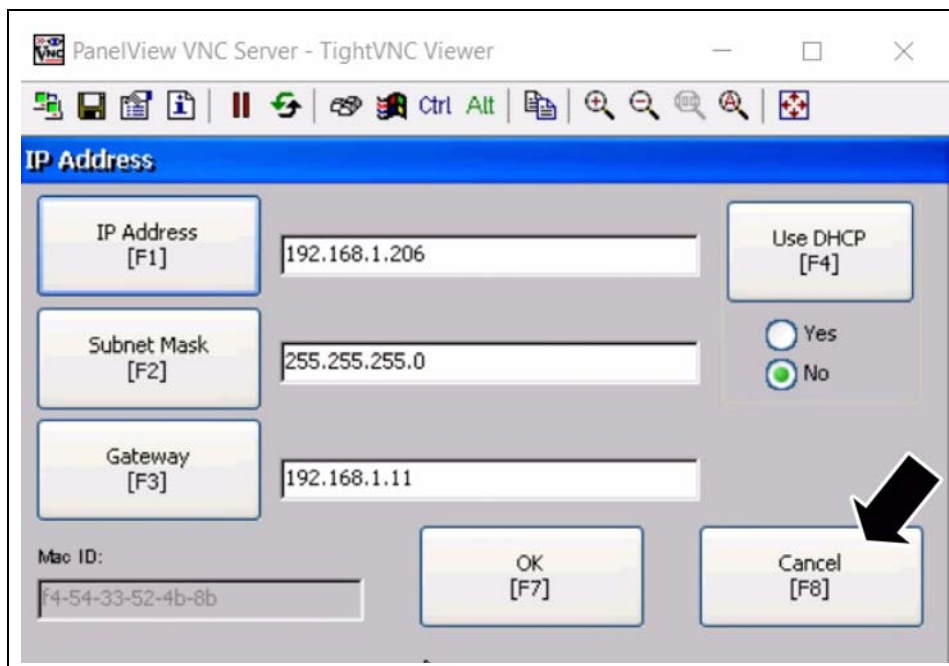 PanelView VNC Server - TightVNC Viewer
Ctrl Alt
IP Address
IP Address
[F1]
192.168.1.206
Use DHCP
[F4]
Yes
No
Subnet Mask
[F2]
255.255.255.0
Gateway
[F3]
192.168.1.11
Mac ID:
f4-54-33-52-4b-8b
OK
[F7]
Cancel
[F8]